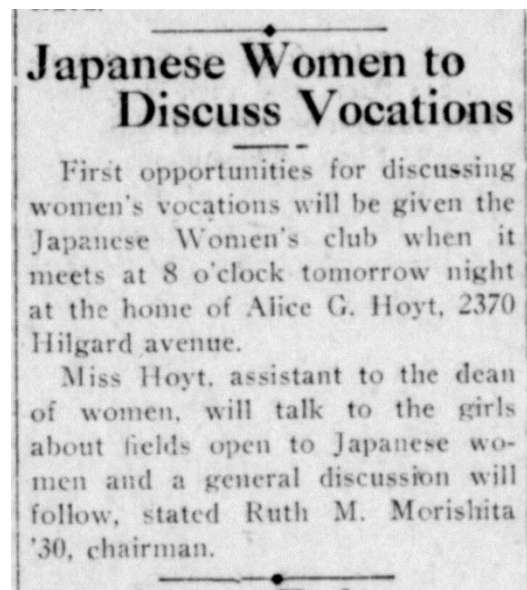 Japanese Women to
Discuss Vocations
First opportunities for discussing
women's vocations will be given the
Japanese Women's club when it
meets at 8 o'clock tomorrow night
at the home of Alice G. Hoyt, 2370
Hilgard avenue.
Miss Hoyt, assistant to the dean
of women, will talk to the girls
about fields open to Japanese wo-
men and a general discussion will
follow, stated Ruth M. Morishita
'30, chairman.